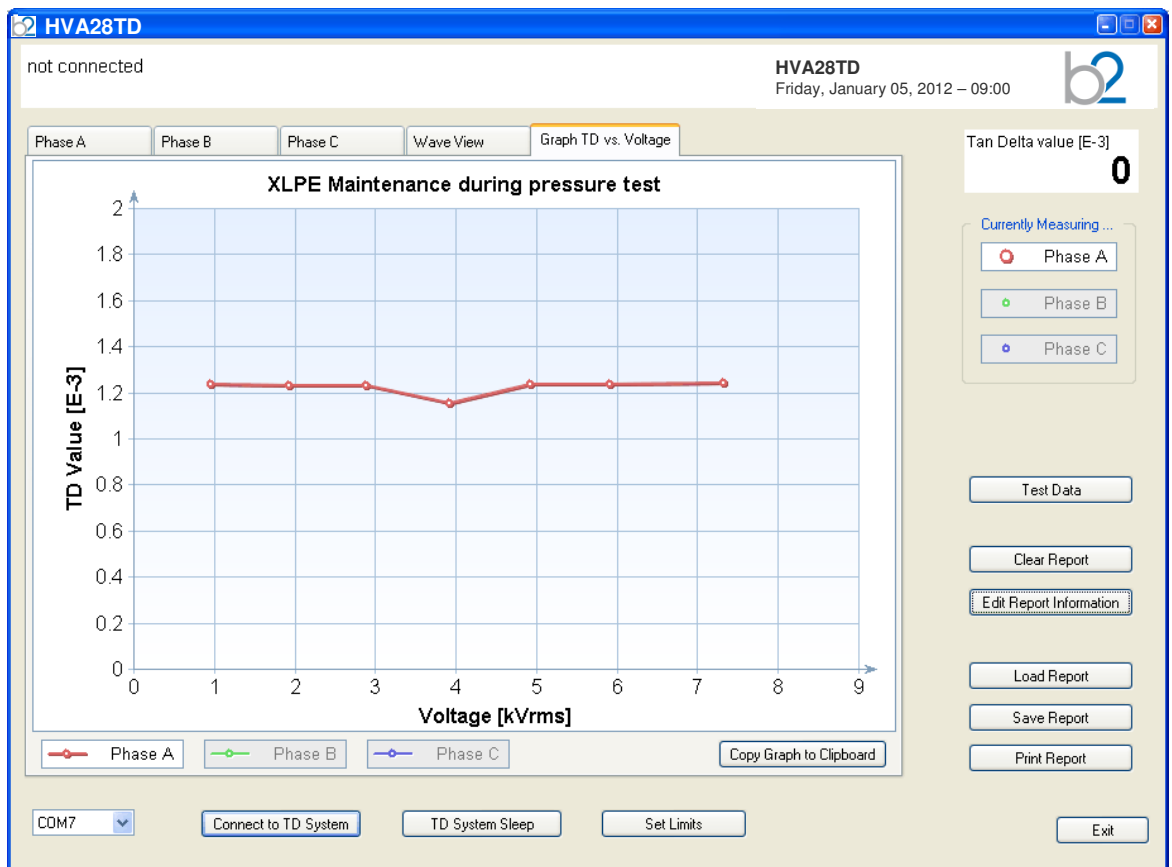 b2 HVA28TD
not connected
HVA28TD
Friday, January 05, 2012 – 09:00
b2
Phase A
Phase B
Phase C
Wave View
Graph TD vs. Voltage
XLPE Maintenance during pressure test
TD Value [E-3]
2
1.8
1.6
1.4
1.2
1
0.8
0.6
0.4
0.2
0
0 1 2 3 4 5 6 7 8 9
Voltage [kVrms]
Phase A
Phase B
Phase C
Copy Graph to Clipboard
Tan Delta value [E-3]
0
Currently Measuring ...
Phase A
Phase B
Phase C
Test Data
Clear Report
Edit Report Information
Load Report
Save Report
Print Report
COM7
Connect to TD System
TD System Sleep
Set Limits
Exit